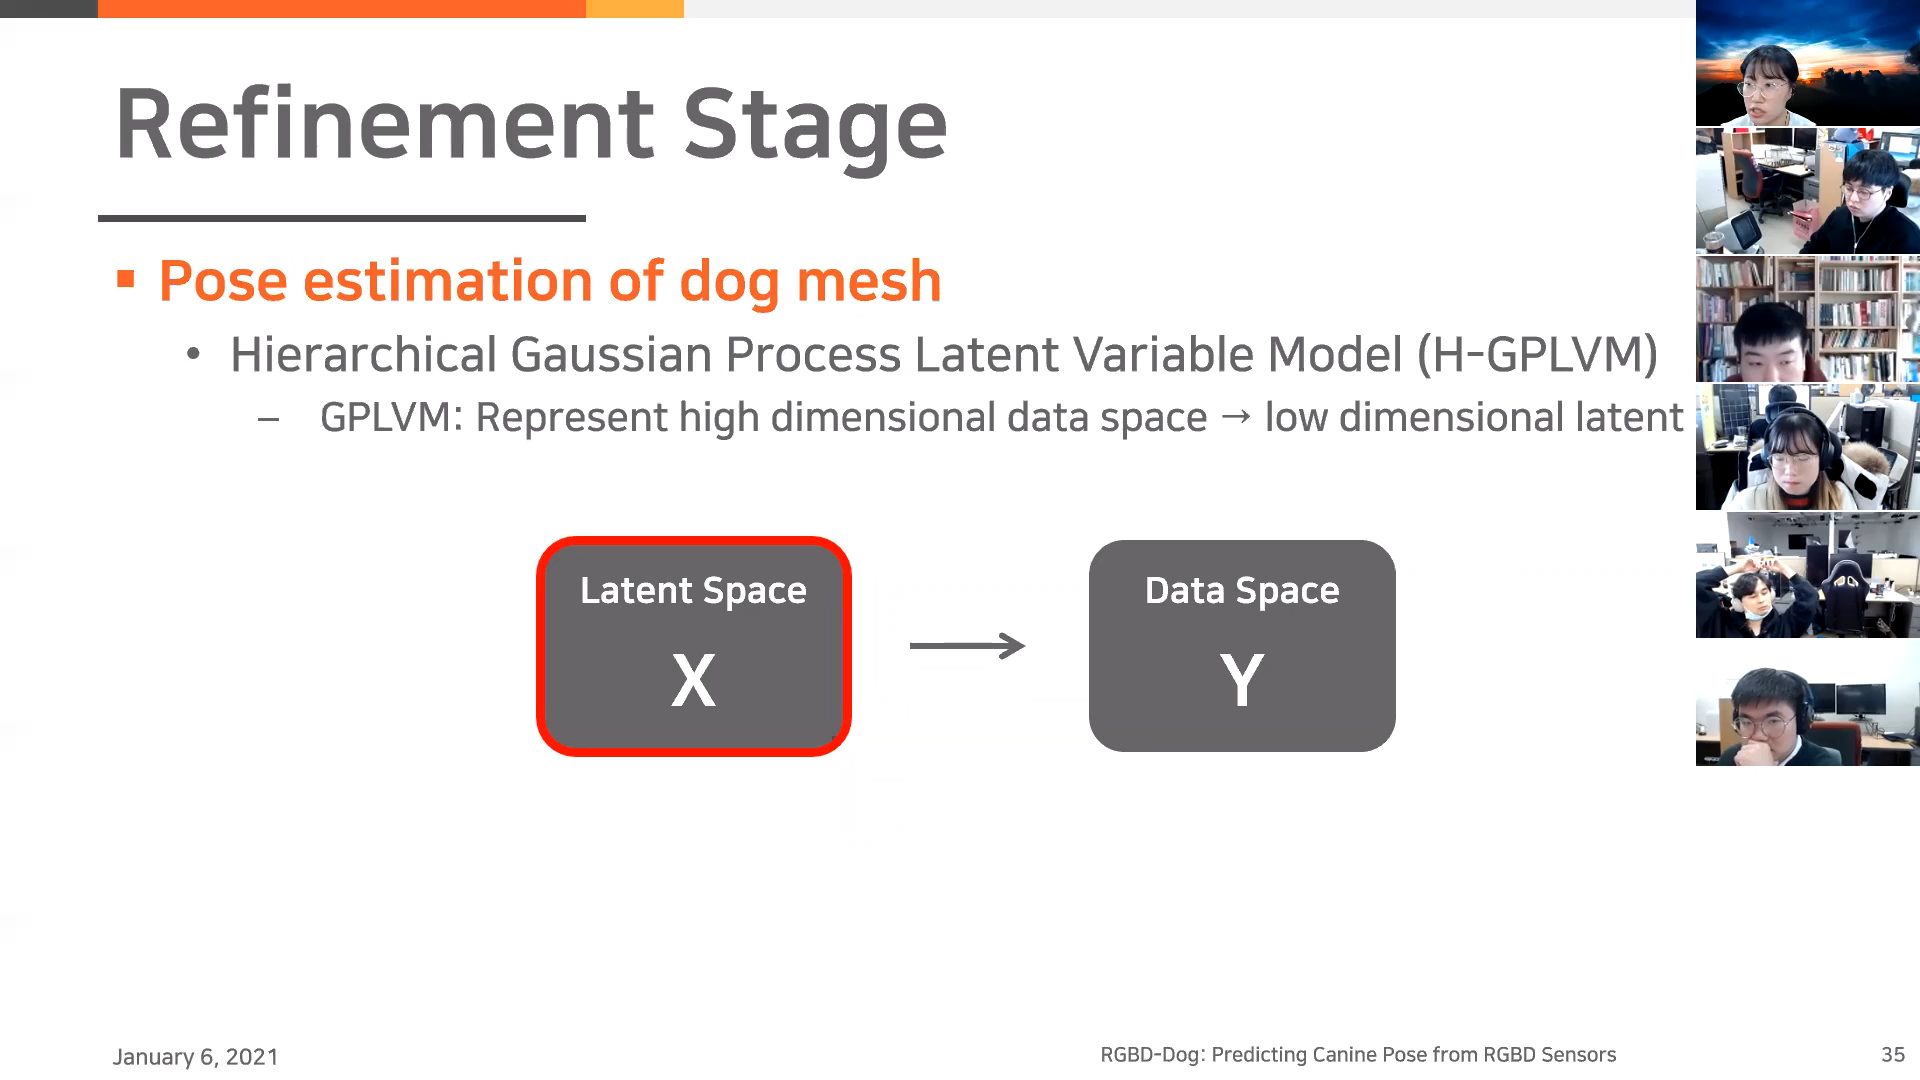 Refinement Stage
▪ Pose estimation of dog mesh
• Hierarchical Gaussian Process Latent Variable Model (H-GPLVM)
– GPLVM: Represent high dimensional data space → low dimensional latent
Latent Space
X
Data Space
Y
January 6, 2021
RGBD-Dog: Predicting Canine Pose from RGBD Sensors
35